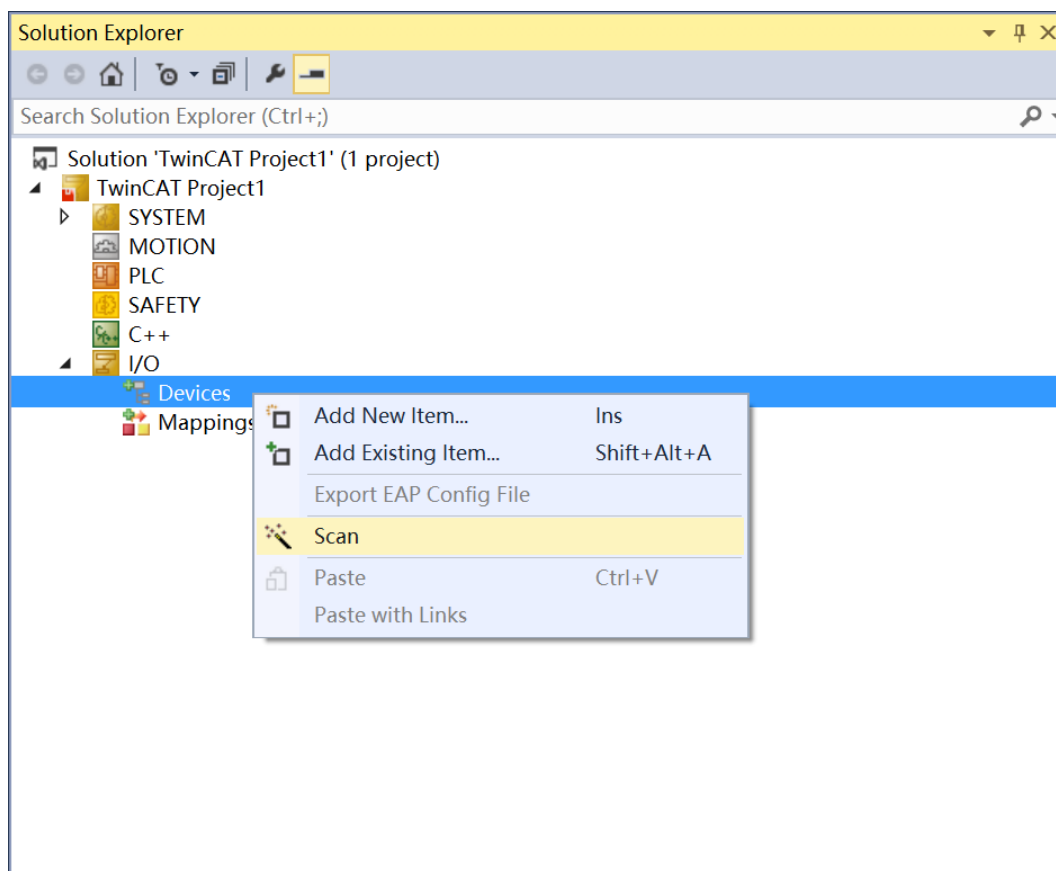 Solution Explorer
Search Solution Explorer (Ctrl+;)
Solution 'TwinCAT Project1' (1 project)
TwinCAT Project1
SYSTEM
MOTION
PLC
SAFETY
C++
I/O
Devices
Mappings
Add New Item... Ins
Add Existing Item... Shift+Alt+A
Export EAP Config File
Scan
Paste Ctrl+V
Paste with Links